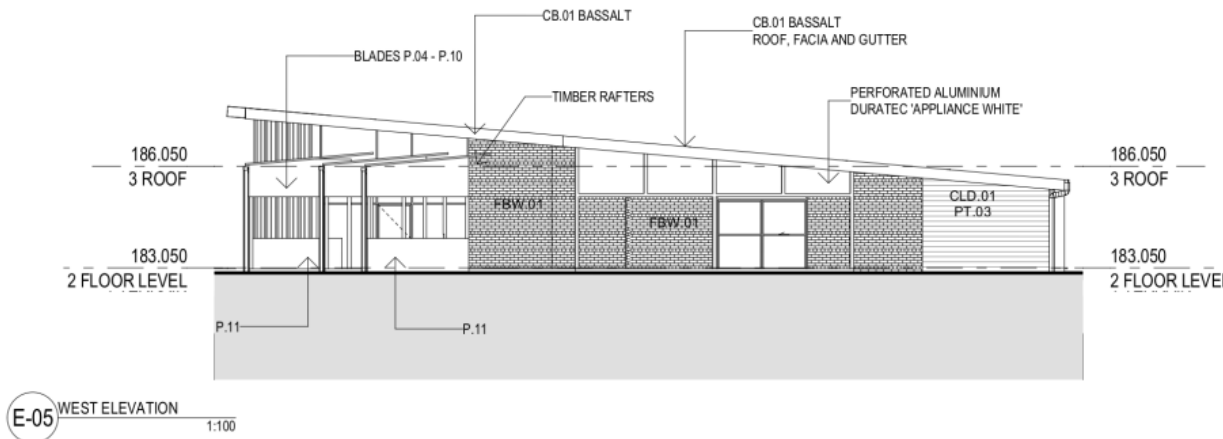 CB.01 BASSALT
CB.01 BASSALT
ROOF, FACIA AND GUTTER
BLADES P.04 - P.10
TIMBER RAFTERS
PERFORATED ALUMINIUM
DURATEC 'APPLIANCE WHITE'
186.050
3 ROOF
186.050
3 ROOF
CLD.01
PT.03
FBW.01
FBW.01
183.050
2 FLOOR LEVEL
183.050
2 FLOOR LEVEL
P.11
P.11
E-05
WEST ELEVATION
1:100